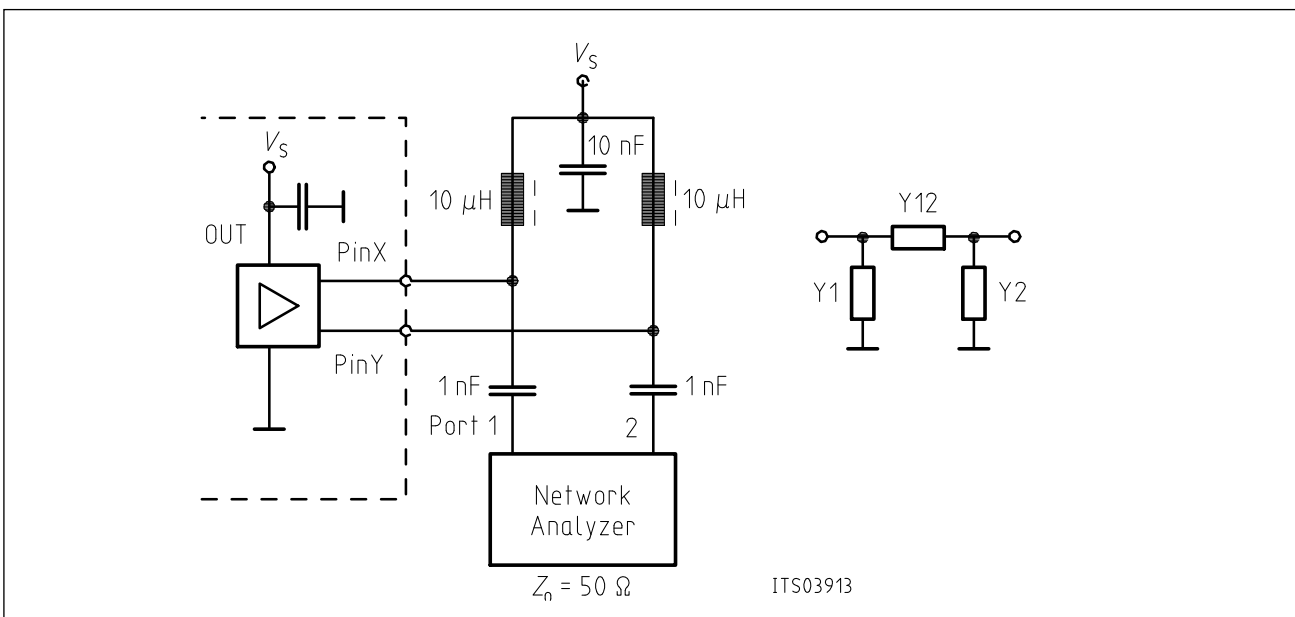 V_S
10 nF
V_S
10 µH
10 µH
Y12
OUT
PinX
Y1
Y2
PinY
1 nF
1 nF
Port 1
2
Network
Analyzer
Z_0 = 50 Ω
ITS03913